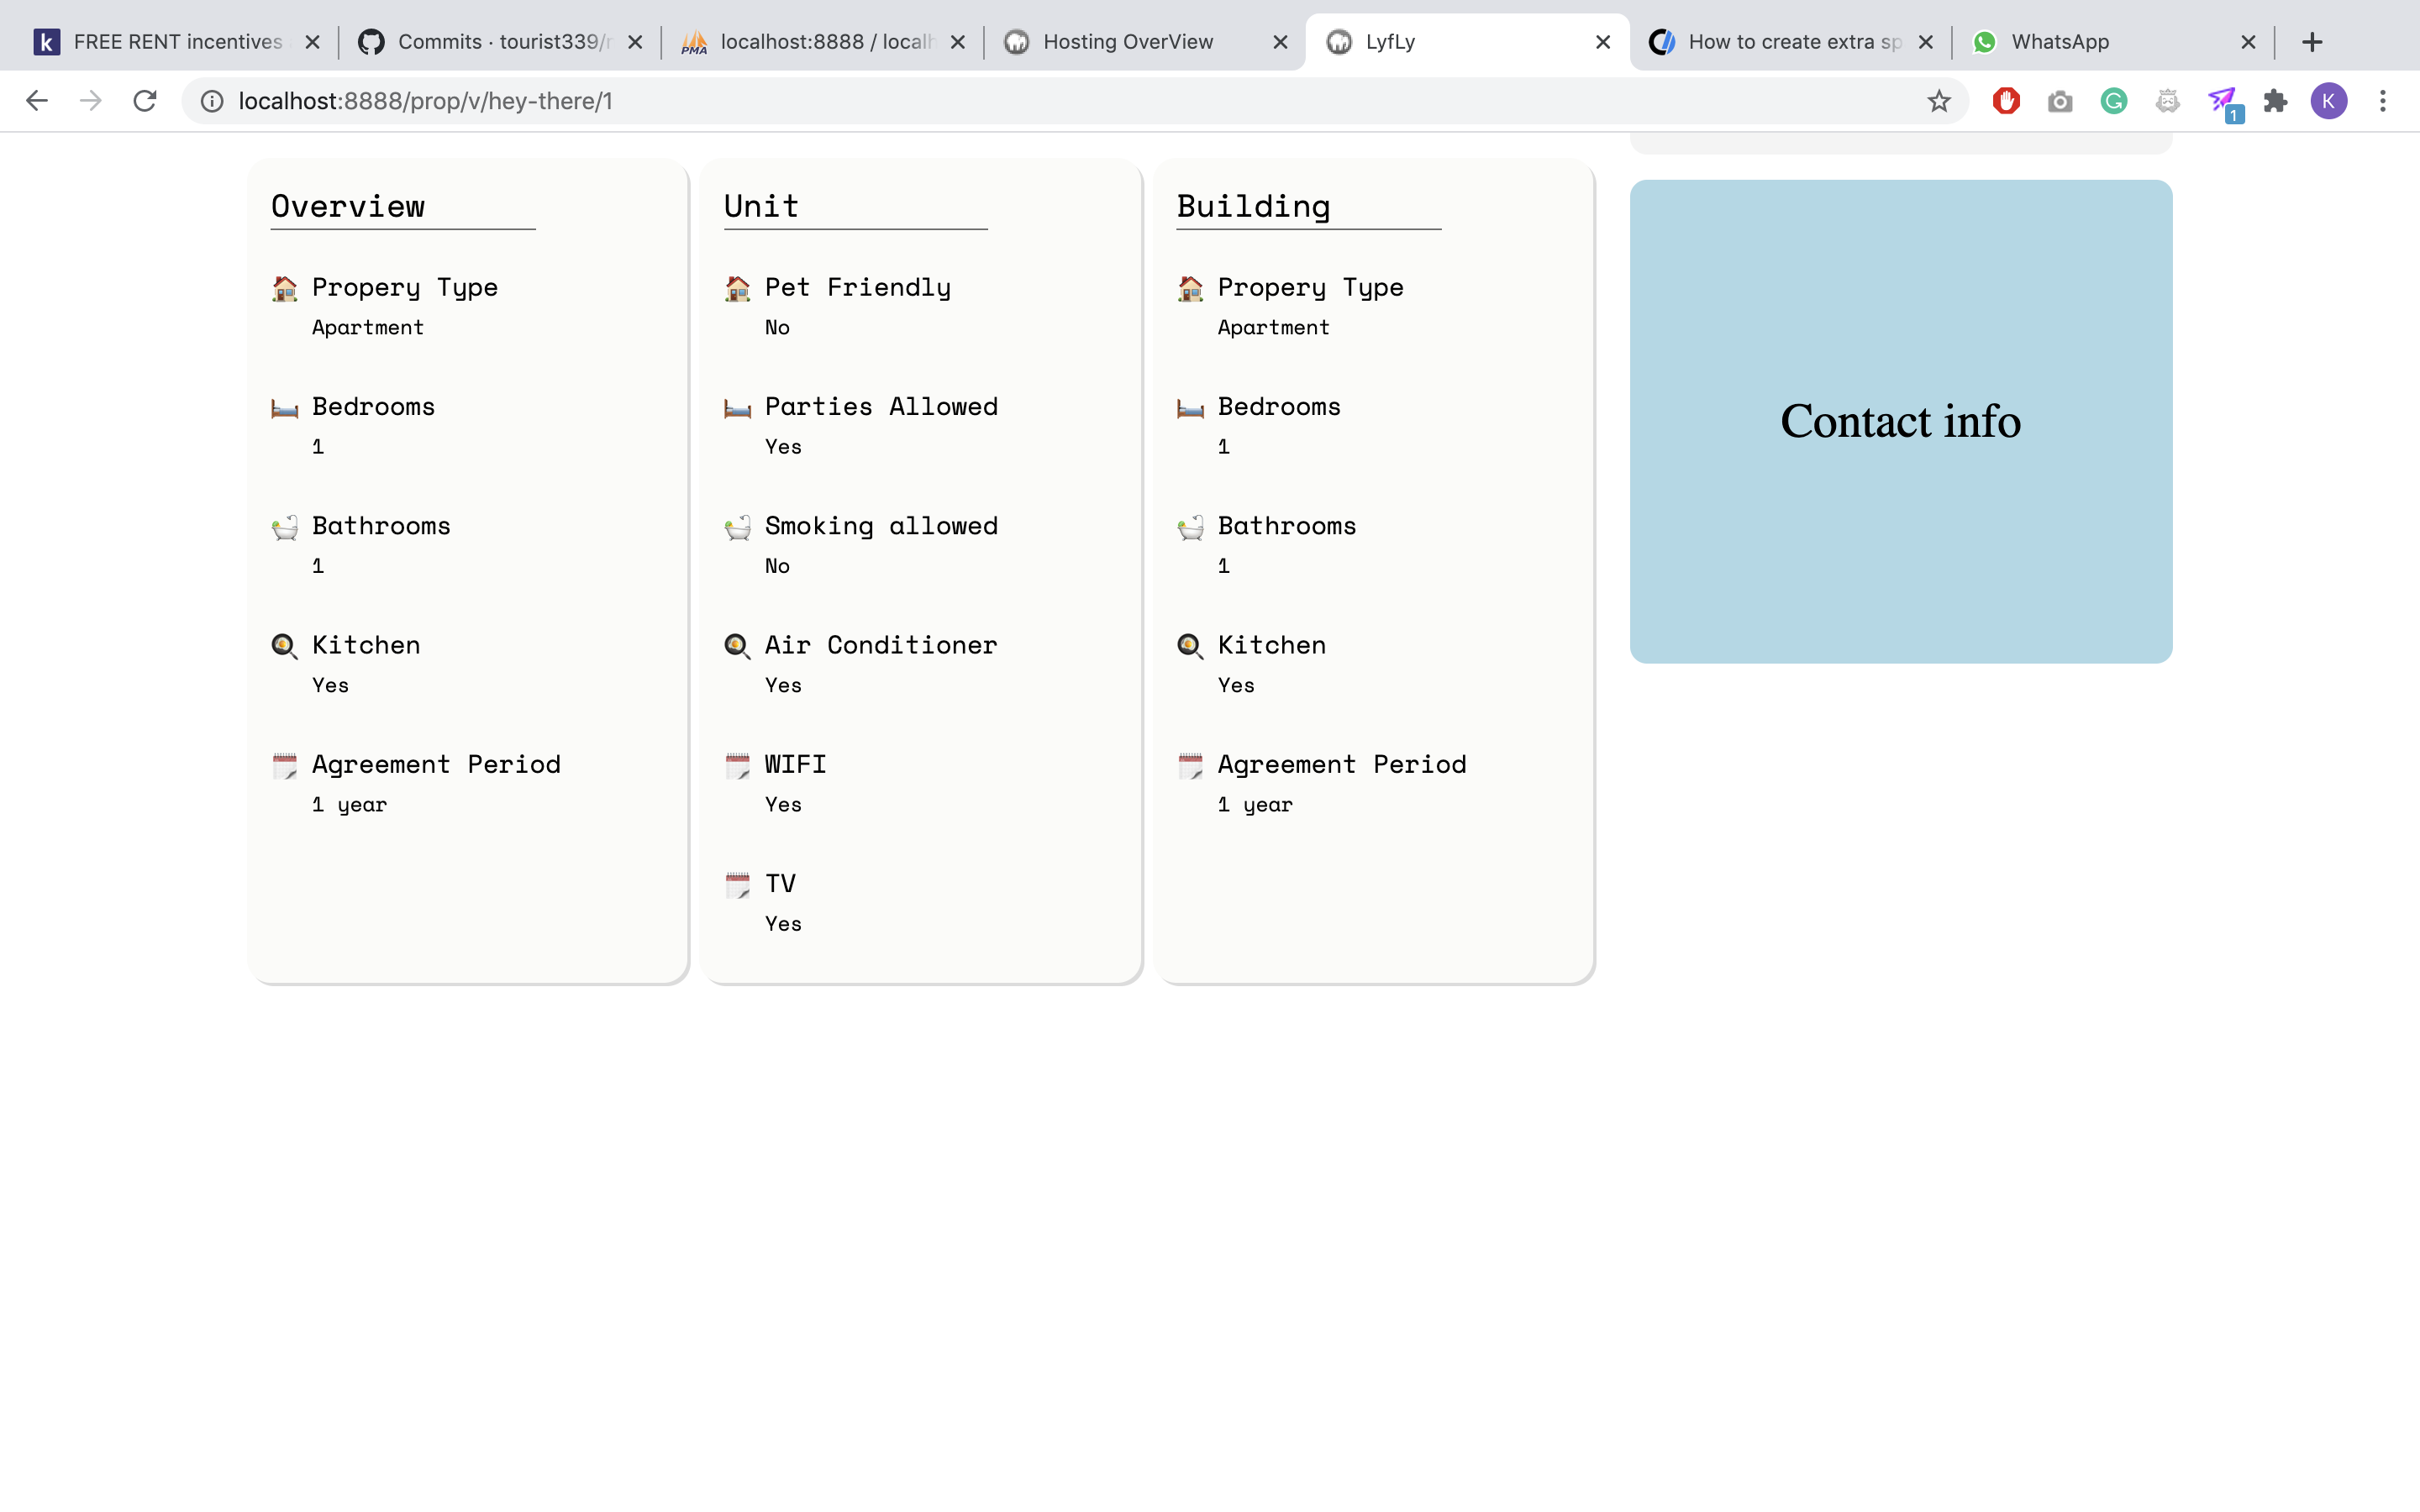 FREE RENT incentives
Commits · tourist339/
localhost:8888 / localh
Hosting OverView
LyfLy
How to create extra sp
WhatsApp
localhost:8888/prop/v/hey-there/1
1
K
Overview
Propery Type
Apartment
Bedrooms
1
Bathrooms
1
Kitchen
Yes
Agreement Period
1 year
Unit
Pet Friendly
No
Parties Allowed
Yes
Smoking allowed
No
Air Conditioner
Yes
WIFI
Yes
TV
Yes
Building
Propery Type
Apartment
Bedrooms
1
Bathrooms
1
Kitchen
Yes
Agreement Period
1 year
Contact info